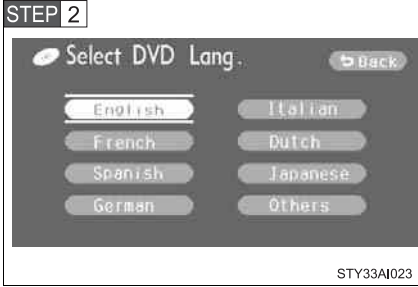 STEP 2
Select DVD Lang. Back
English Italian
French Dutch
Spanish Japanese
German Others
STY33AI023